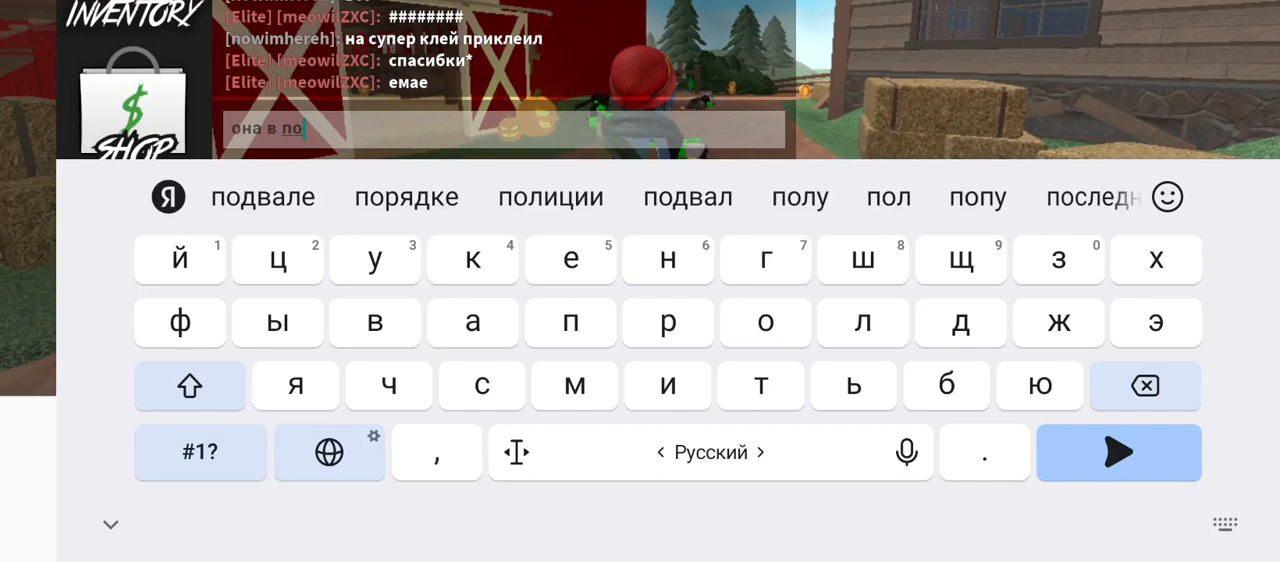 INVENTORY
[Elite] [meowilZXC]: ########
[nowimhereh]: на супер клей приклеил
[Elite] [meowilZXC]: спасибки*
[Elite] [meowilZXC]: емае
она в по
$
SHOP
Я подвале порядке полиции подвал полу пол попу последн
й 1 ц 2 у 3 к 4 е 5 н 6 г 7 ш 8 щ 9 з 0 х
ф ы в а п р о л д ж э
я ч с м и т ь б ю
#1? , Русский .